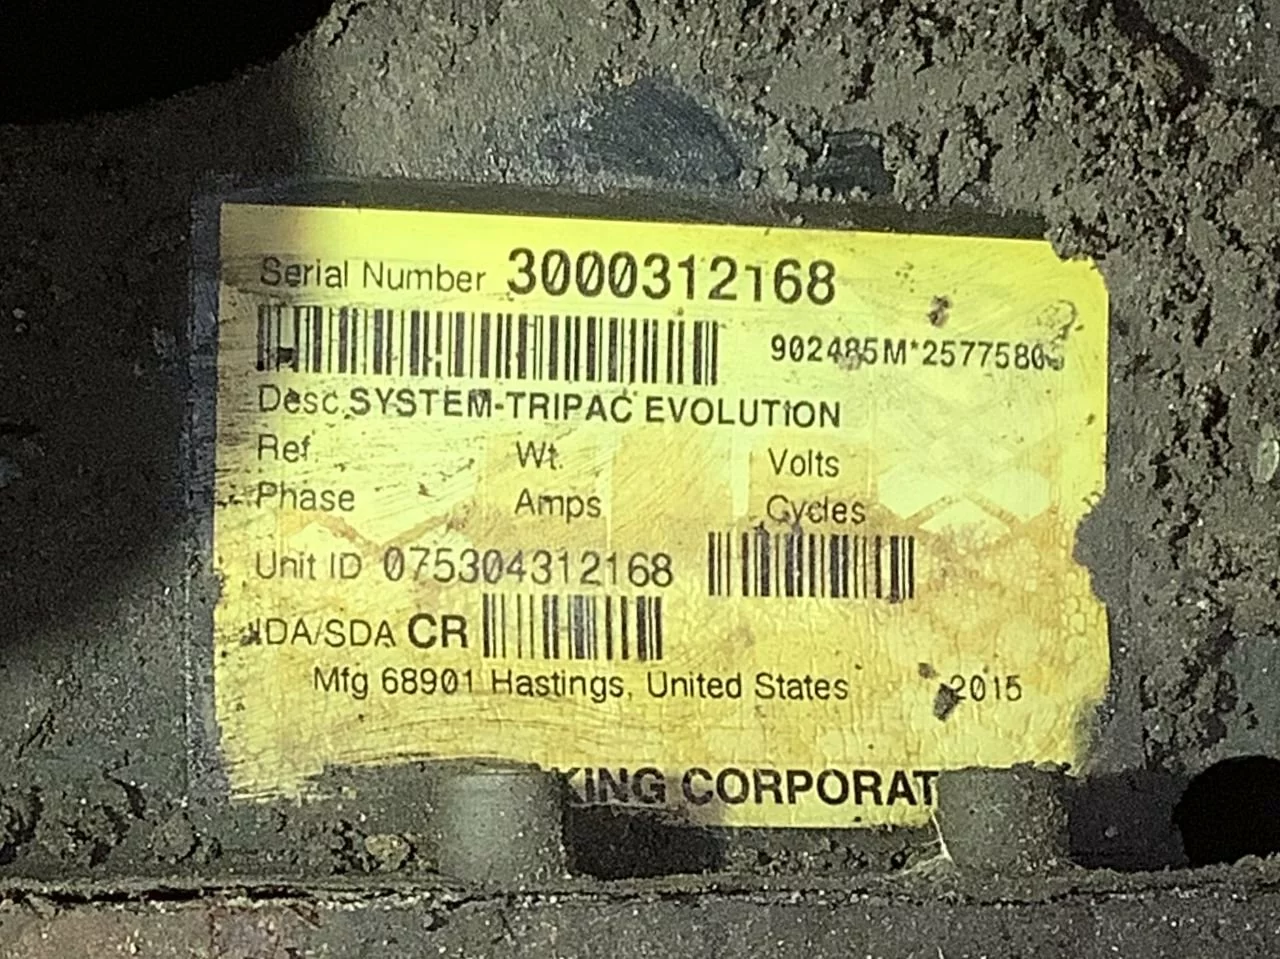 Serial Number 3000312168
902485M*2577580
Desc. SYSTEM-TRIPAC EVOLUTION
Ref. Wt. Volts
Phase Amps Cycles
Unit ID 075304312168
NDA/SDA CR
Mfg 68901 Hastings, United States 2015
KING CORPORAT